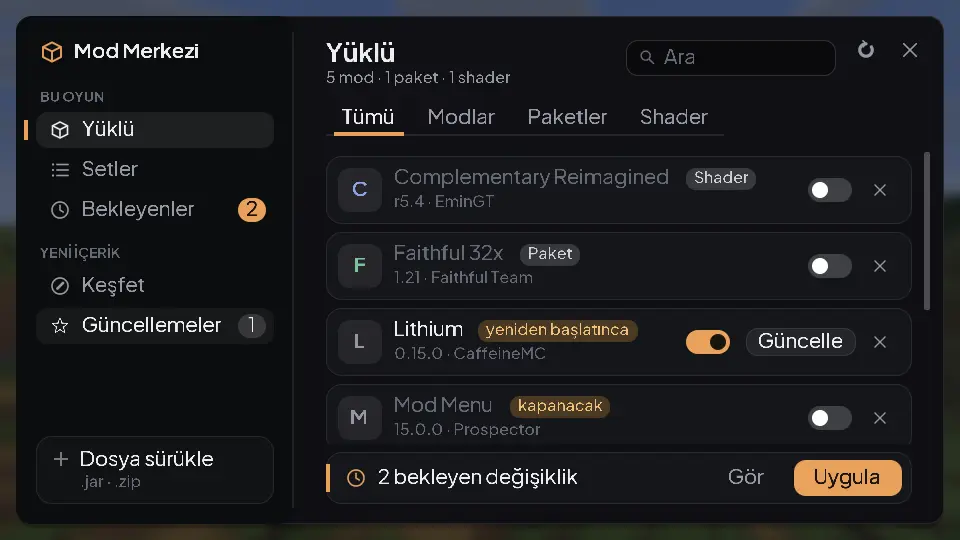 Mod Merkezi
BU OYUN
Yüklü
Setler
Bekleyenler 2
YENİ İÇERİK
Keşfet
Güncellemeler 1
Dosya sürükle
.jar · .zip
Yüklü
5 mod · 1 paket · 1 shader
Ara
Tümü Modlar Paketler Shader
C Complementary Reimagined Shader
r5.4 · EminGT
F Faithful 32x Paket
1.21 · Faithful Team
L Lithium yeniden başlatınca Güncelle
0.15.0 · CaffeineMC
M Mod Menu kapanacak
15.0.0 · Prospector
2 bekleyen değişiklik Gör Uygula